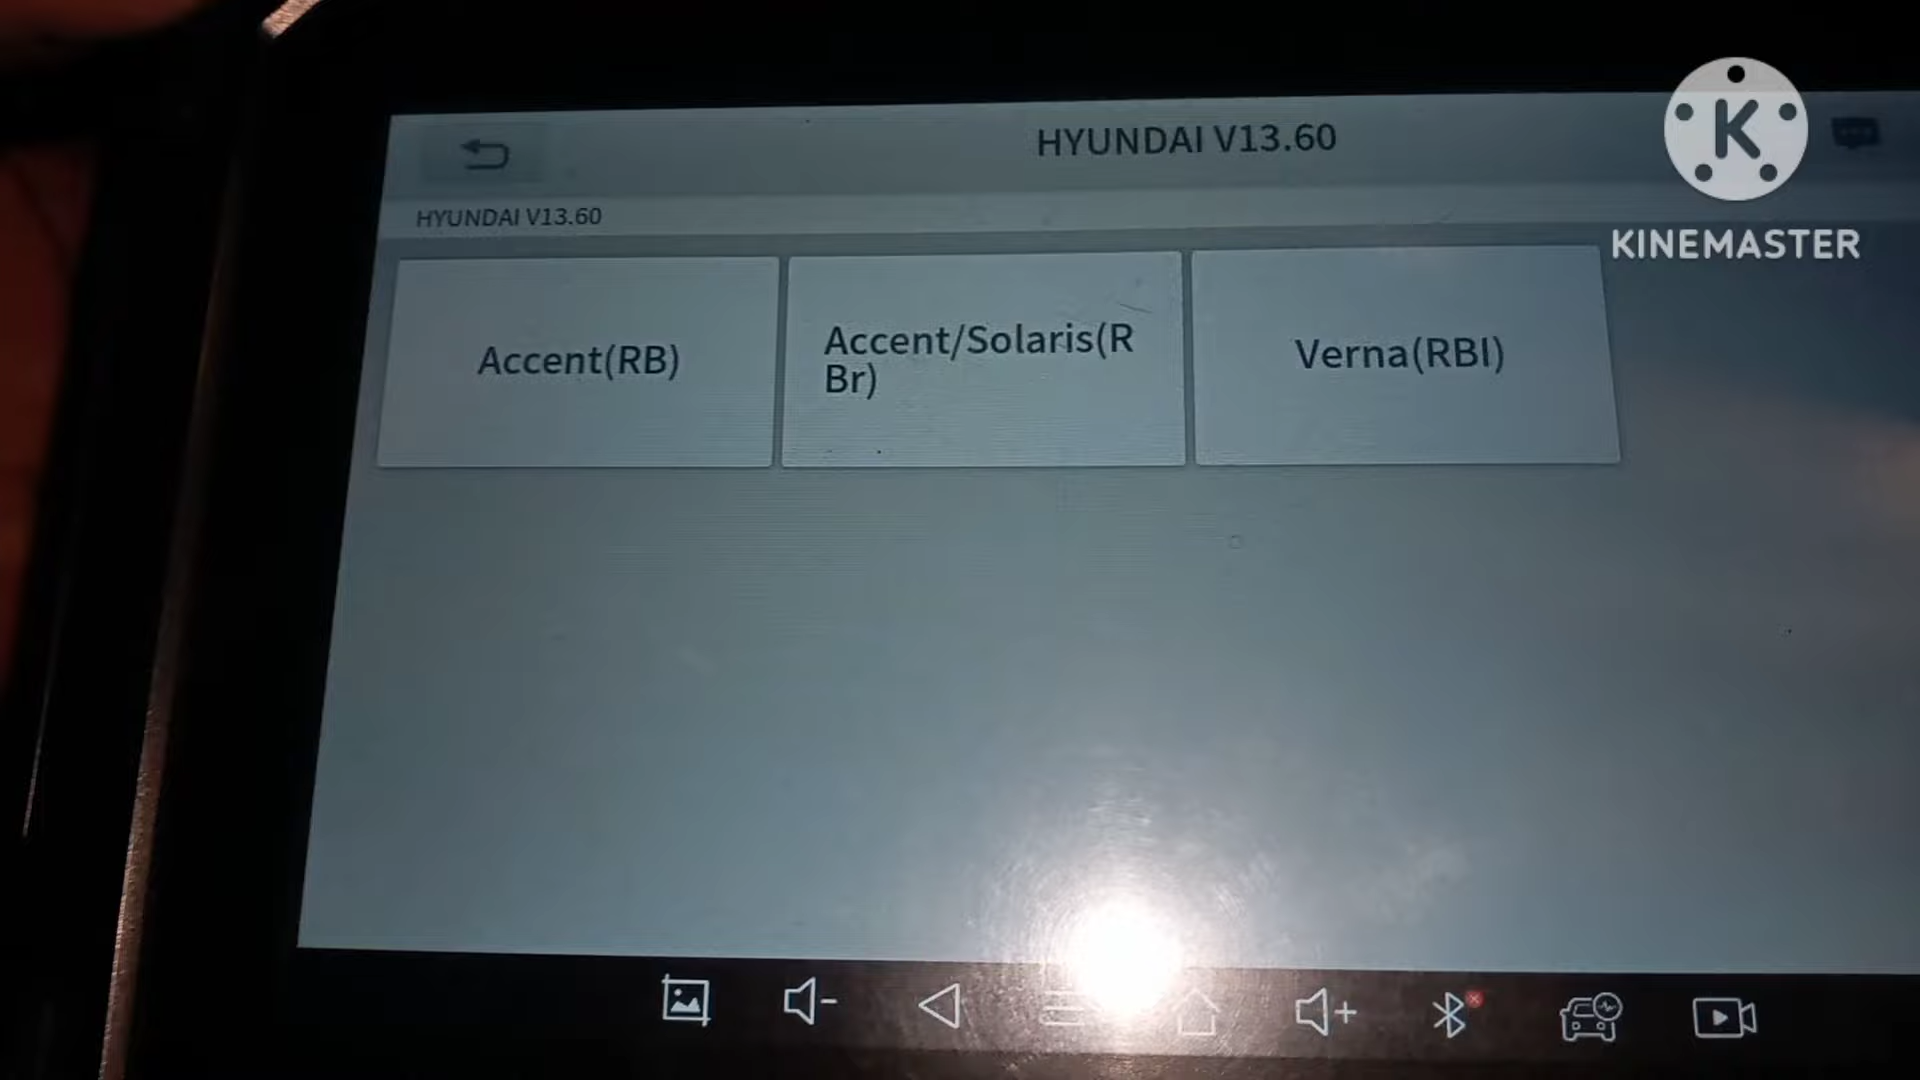 HYUNDAI V13.60
K
KINEMASTER
HYUNDAI V13.60
Accent(RB)
Accent/Solaris(R
Br)
Verna(RBI)